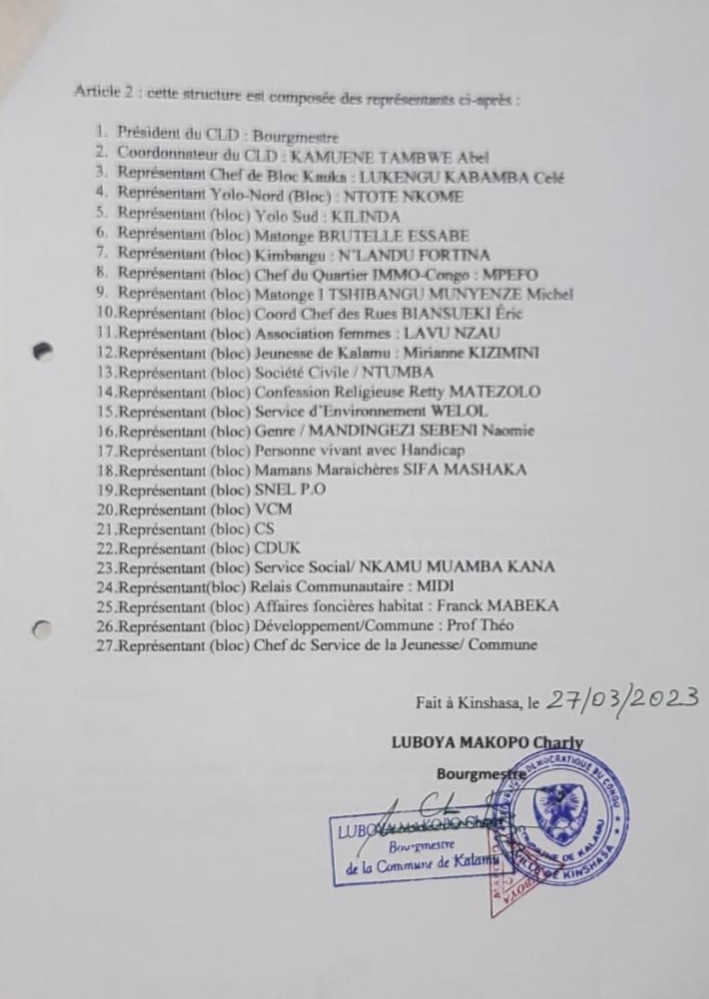 Article 2 : cette structure est composée des représentants ci-après :
1. Président du CLD : Bourgmestre
2. Coordonnateur du CLD : KAMUENE TAMBWE Abel
3. Représentant Chef de Bloc Kauka : LUKENGU KABAMBA Celé
4. Représentant Yolo-Nord (Bloc) : NTOTE NKOME
5. Représentant (bloc) Yolo Sud : KILINDA
6. Représentant (bloc) Matonge BRUTELLE ESSABE
7. Représentant (bloc) Kimbangu : N'LANDU FORTINA
8. Représentant (bloc) Chef du Quartier IMMO-Congo : MPEFO
9. Représentant (bloc) Matonge I TSHIBANGU MUNYENZE Michel
10.Représentant (bloc) Coord Chef des Rues BIANSUEKI Éric
11.Représentant (bloc) Association femmes : LAVU NZAU
12.Représentant (bloc) Jeunesse de Kalamu : Mirianne KIZIMINI
13.Représentant (bloc) Société Civile / NTUMBA
14.Représentant (bloc) Confession Religieuse Retty MATEZOLO
15.Représentant (bloc) Service d'Environnement WELOL
16.Représentant (bloc) Genre / MANDINGEZI SEBENI Naomie
17.Représentant (bloc) Personne vivant avec Handicap
18.Représentant (bloc) Mamans Maraichères SIFA MASHAKA
19.Représentant (bloc) SNEL P.O
20.Représentant (bloc) VCM
21.Représentant (bloc) CS
22.Représentant (bloc) CDUK
23.Représentant (bloc) Service Social/ NKAMU MUAMBA KANA
24.Représentant(bloc) Relais Communautaire : MIDI
25.Représentant (bloc) Affaires foncières habitat : Franck MABEKA
26.Représentant (bloc) Développement/Commune : Prof Théo
27.Représentant (bloc) Chef de Service de la Jeunesse/ Commune
Fait à Kinshasa, le 27/03/2023
LUBOYA MAKOPO Charly
Bourgmestre
RÉPUBLIQUE DÉMOCRATIQUE DU CONGO
COMMUNE DE KALAMU
VILLE DE KINSHASA
LUBOYA MAKOPO Charly
Bourgmestre
de la Commune de Kalamu
LUBOYA